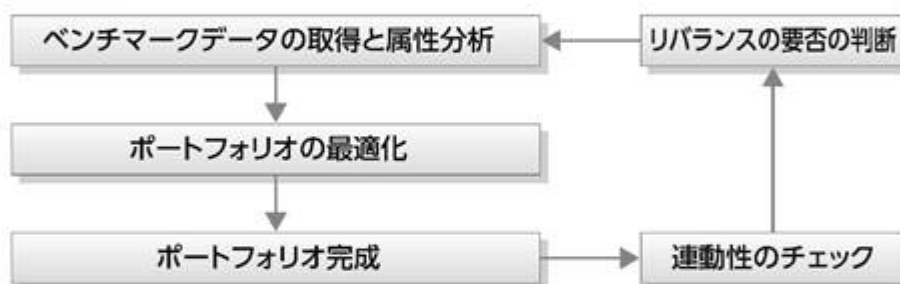 ベンチマークデータの取得と属性分析
リバランスの要否の判断
ポートフォリオの最適化
ポートフォリオ完成
連動性のチェック